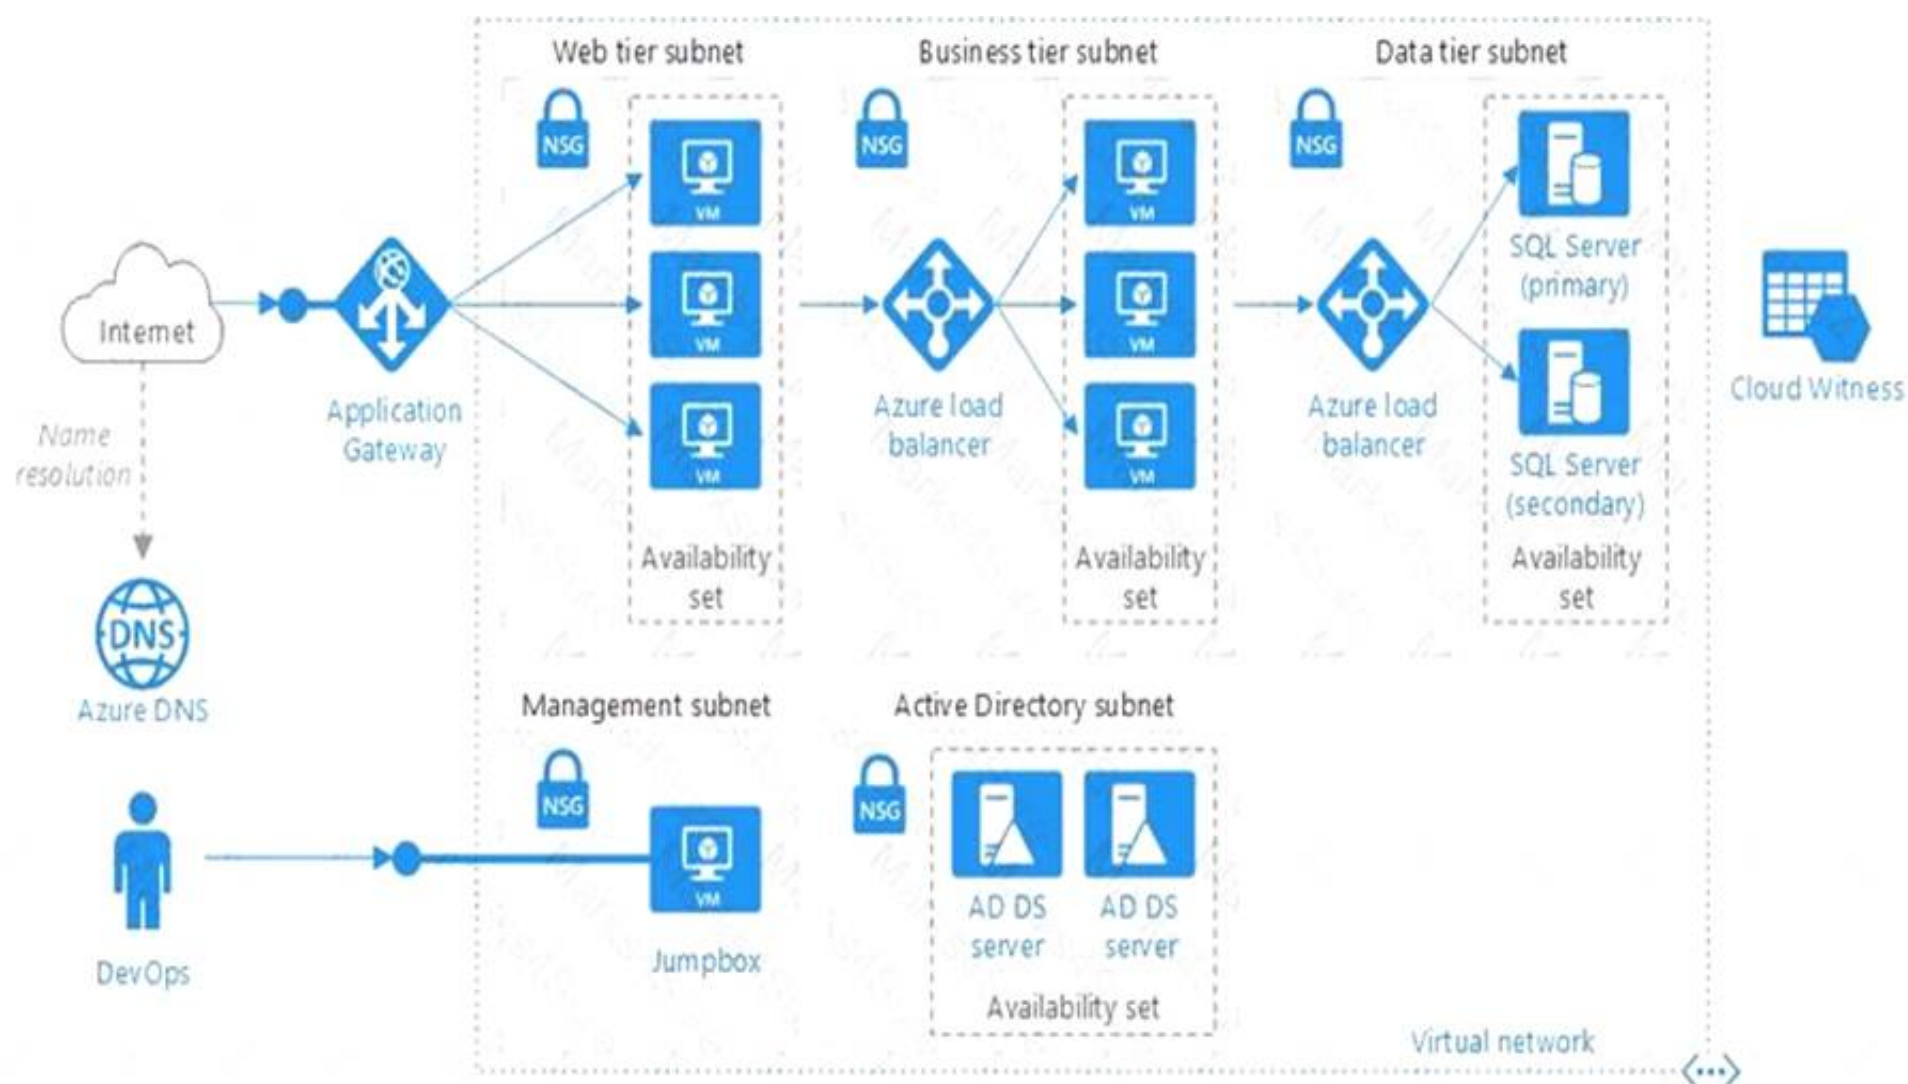 Web tier subnet
Business tier subnet
Data tier subnet
NSG
NSG
NSG
VM
VM
VM
VM
VM
VM
SQL Server
(primary)
SQL Server
(secondary)
Internet
Application
Gateway
Azure load
balancer
Azure load
balancer
Cloud Witness
Name
resolution
Availability
set
Availability
set
Availability
set
DNS
Azure DNS
Management subnet
Active Directory subnet
NSG
NSG
VM
Jumpbox
AD DS
server
AD DS
server
DevOps
Availability set
Virtual network